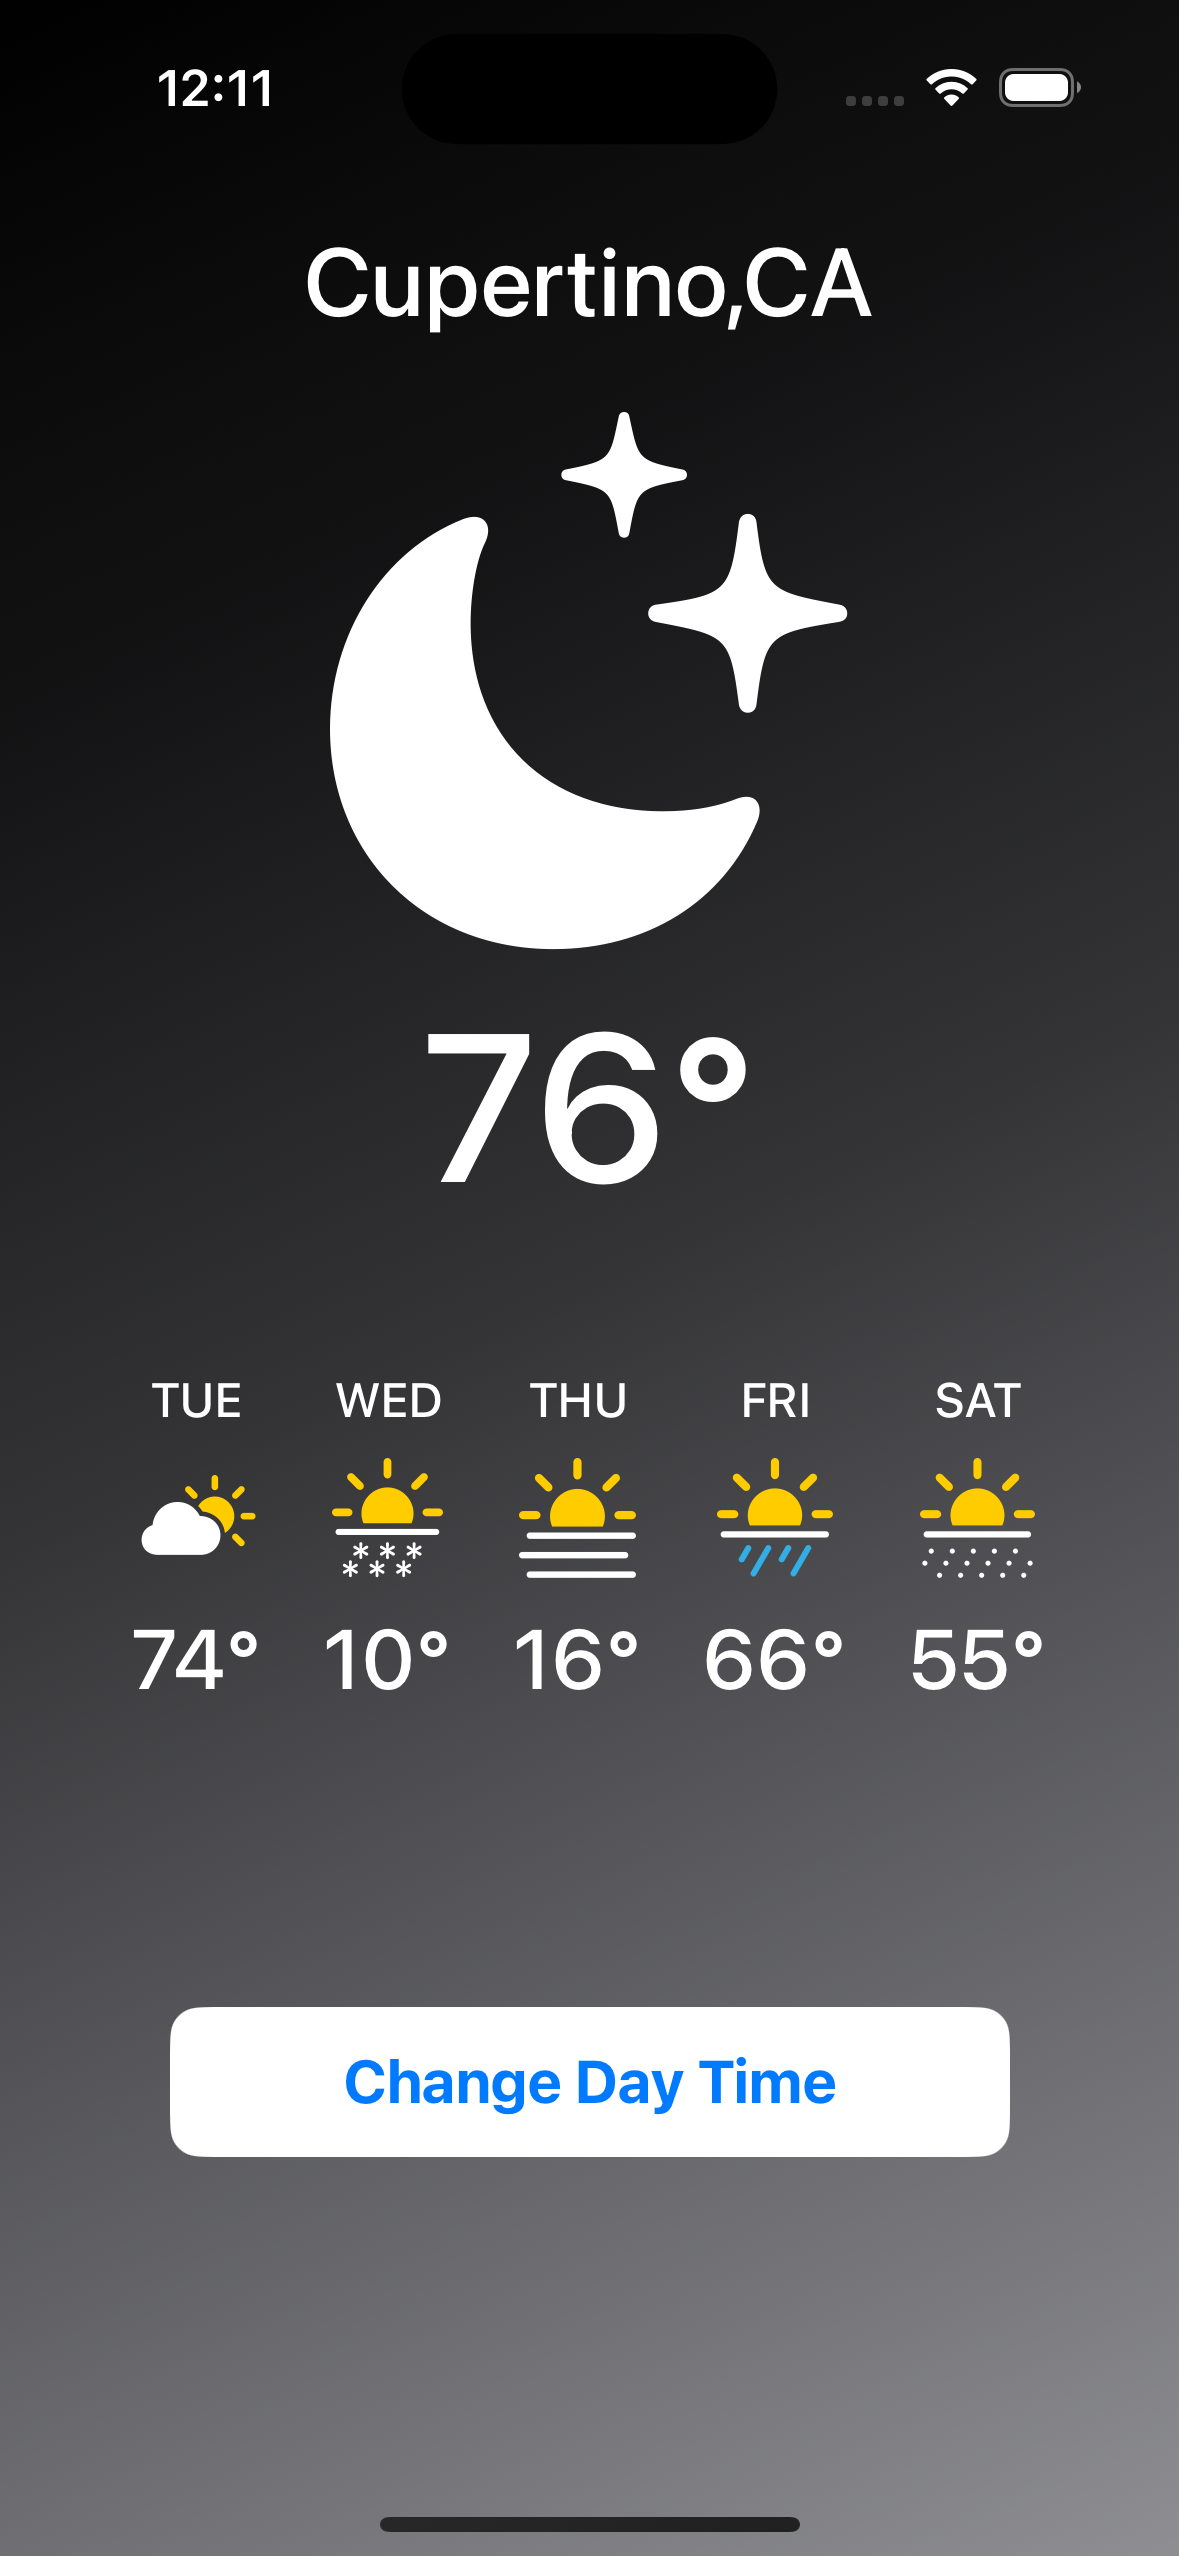 12:11
Cupertino,CA
76°
TUE WED THU FRI SAT
74° 10° 16° 66° 55°
Change Day Time